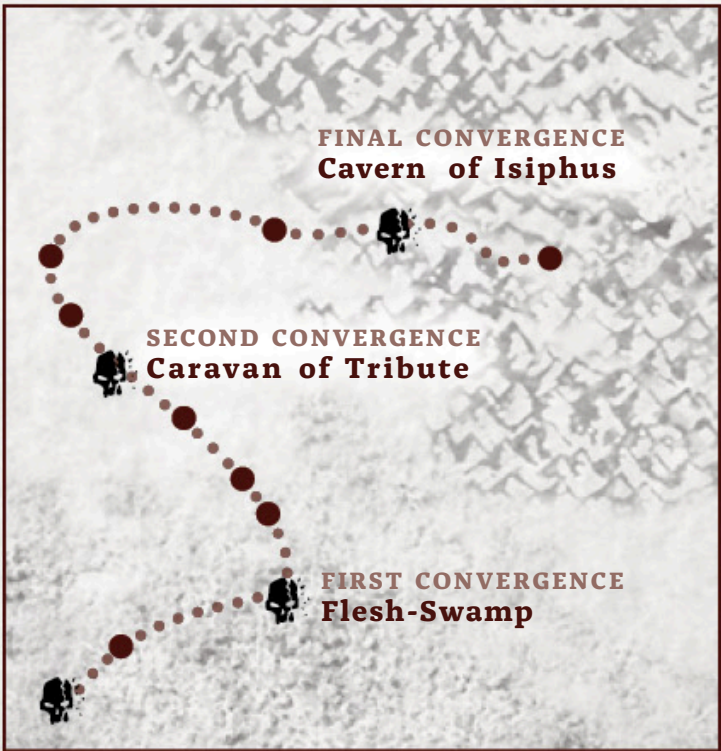 FINAL CONVERGENCE
Cavern of Isiphus
SECOND CONVERGENCE
Caravan of Tribute
FIRST CONVERGENCE
Flesh-Swamp